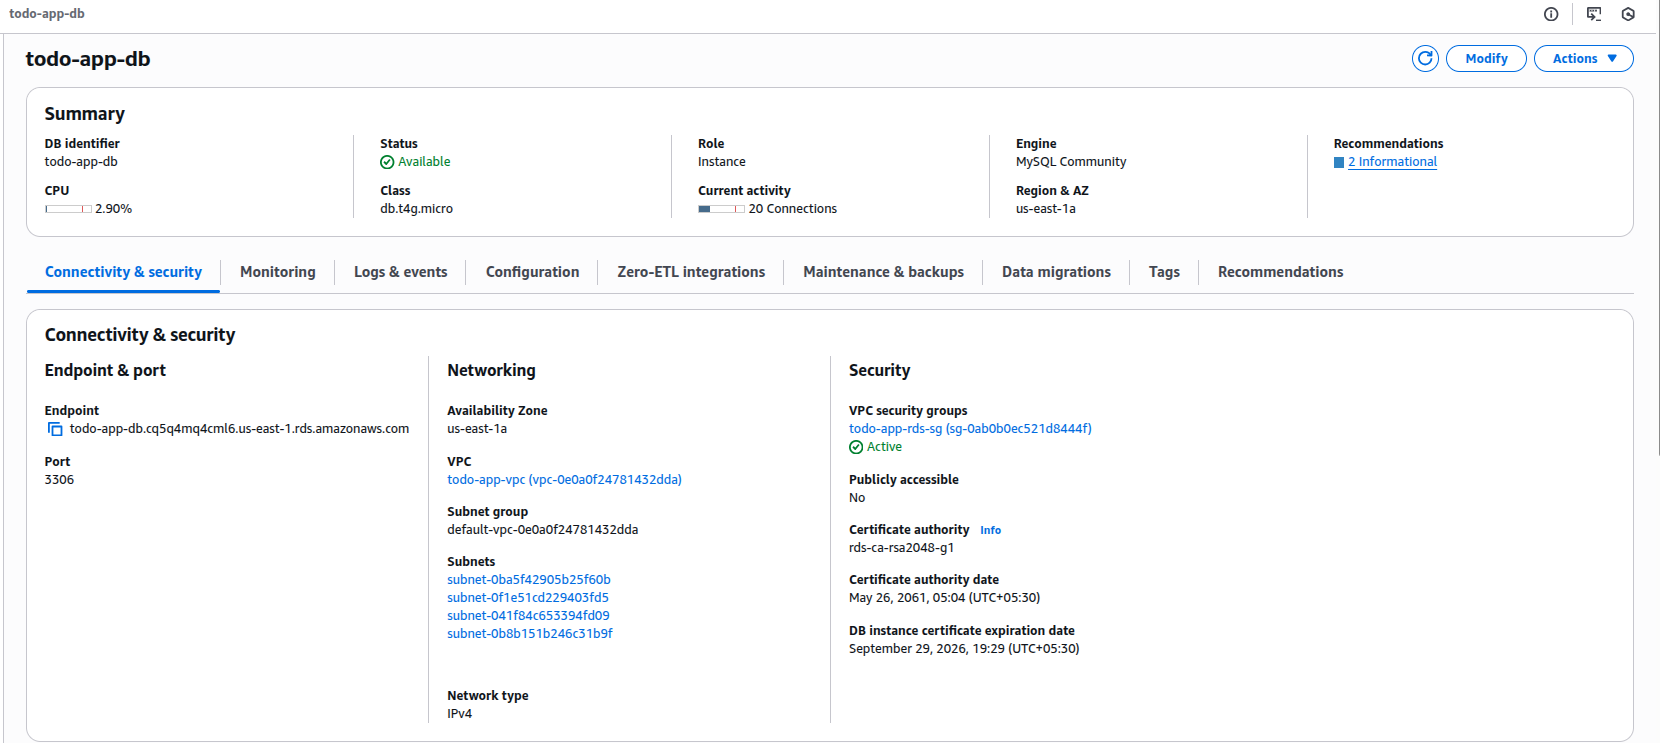 todo-app-db
todo-app-db
Modify
Actions
Summary
DB identifier
todo-app-db
Status
Available
Role
Instance
Engine
MySQL Community
Recommendations
2 Informational
CPU
2.90%
Class
db.t4g.micro
Current activity
20 Connections
Region & AZ
us-east-1a
Connectivity & security
Monitoring
Logs & events
Configuration
Zero-ETL integrations
Maintenance & backups
Data migrations
Tags
Recommendations
Connectivity & security
Endpoint & port
Endpoint
todo-app-db.cq5q4mq4cml6.us-east-1.rds.amazonaws.com
Port
3306
Networking
Availability Zone
us-east-1a
VPC
todo-app-vpc (vpc-0e0a0f24781432dda)
Subnet group
default-vpc-0e0a0f24781432dda
Subnets
subnet-0ba5f42905b25f60b
subnet-0f1e51cd229403fd5
subnet-041f84c653394fd09
subnet-0b8b151b246c31b9f
Network type
IPv4
Security
VPC security groups
todo-app-rds-sg (sg-0ab0b0ec521d8444f)
Active
Publicly accessible
No
Certificate authority Info
rds-ca-rsa2048-g1
Certificate authority date
May 26, 2061, 05:04 (UTC+05:30)
DB instance certificate expiration date
September 29, 2026, 19:29 (UTC+05:30)